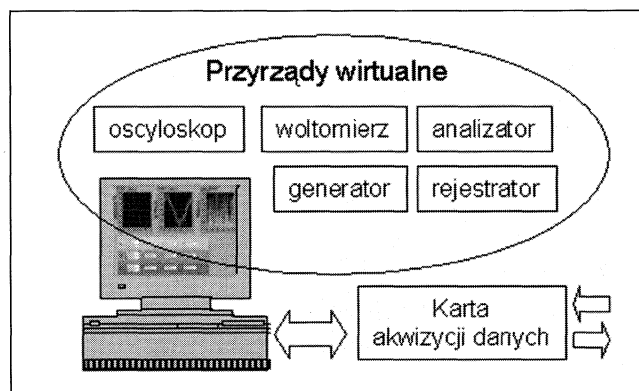 Przyrządy wirtualne
oscyloskop woltomierz analizator
generator rejestrator
Karta
akwizycji danych